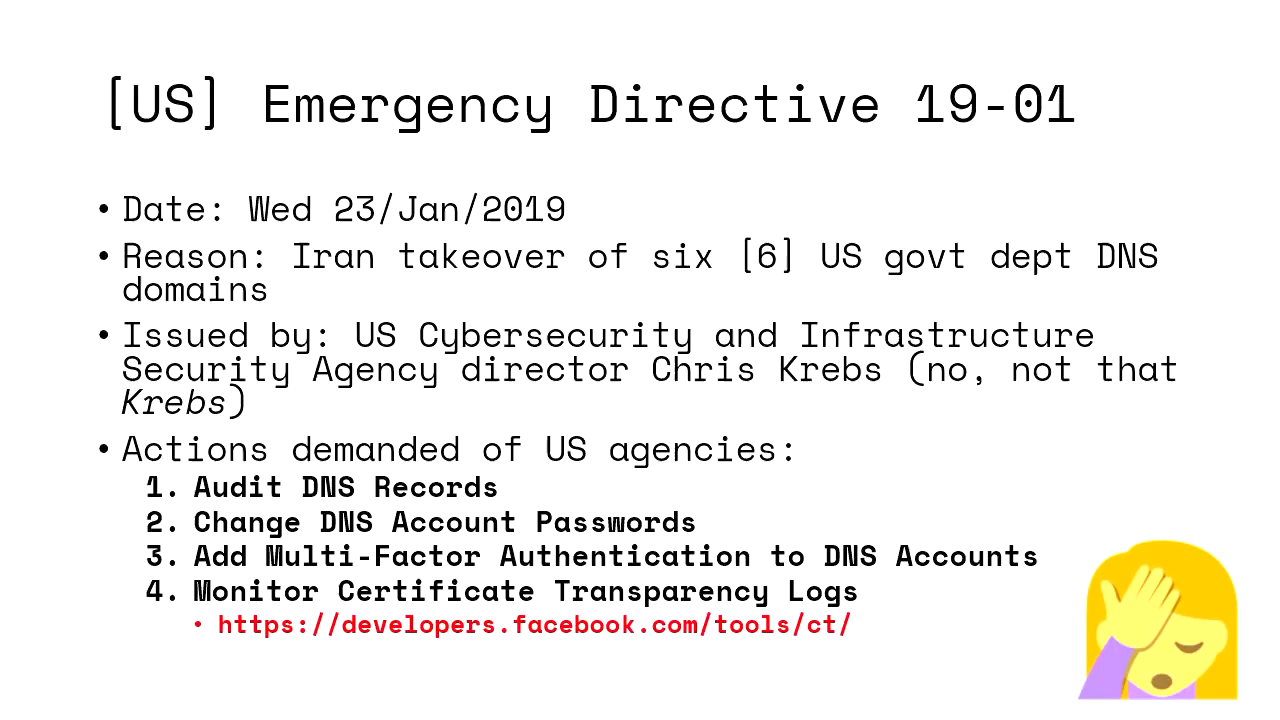 [US] Emergency Directive 19-01
• Date: Wed 23/Jan/2019
• Reason: Iran takeover of six [6] US govt dept DNS
domains
• Issued by: US Cybersecurity and Infrastructure
Security Agency director Chris Krebs (no, not that
Krebs)
• Actions demanded of US agencies:
1. Audit DNS Records
2. Change DNS Account Passwords
3. Add Multi-Factor Authentication to DNS Accounts
4. Monitor Certificate Transparency Logs
• https://developers.facebook.com/tools/ct/